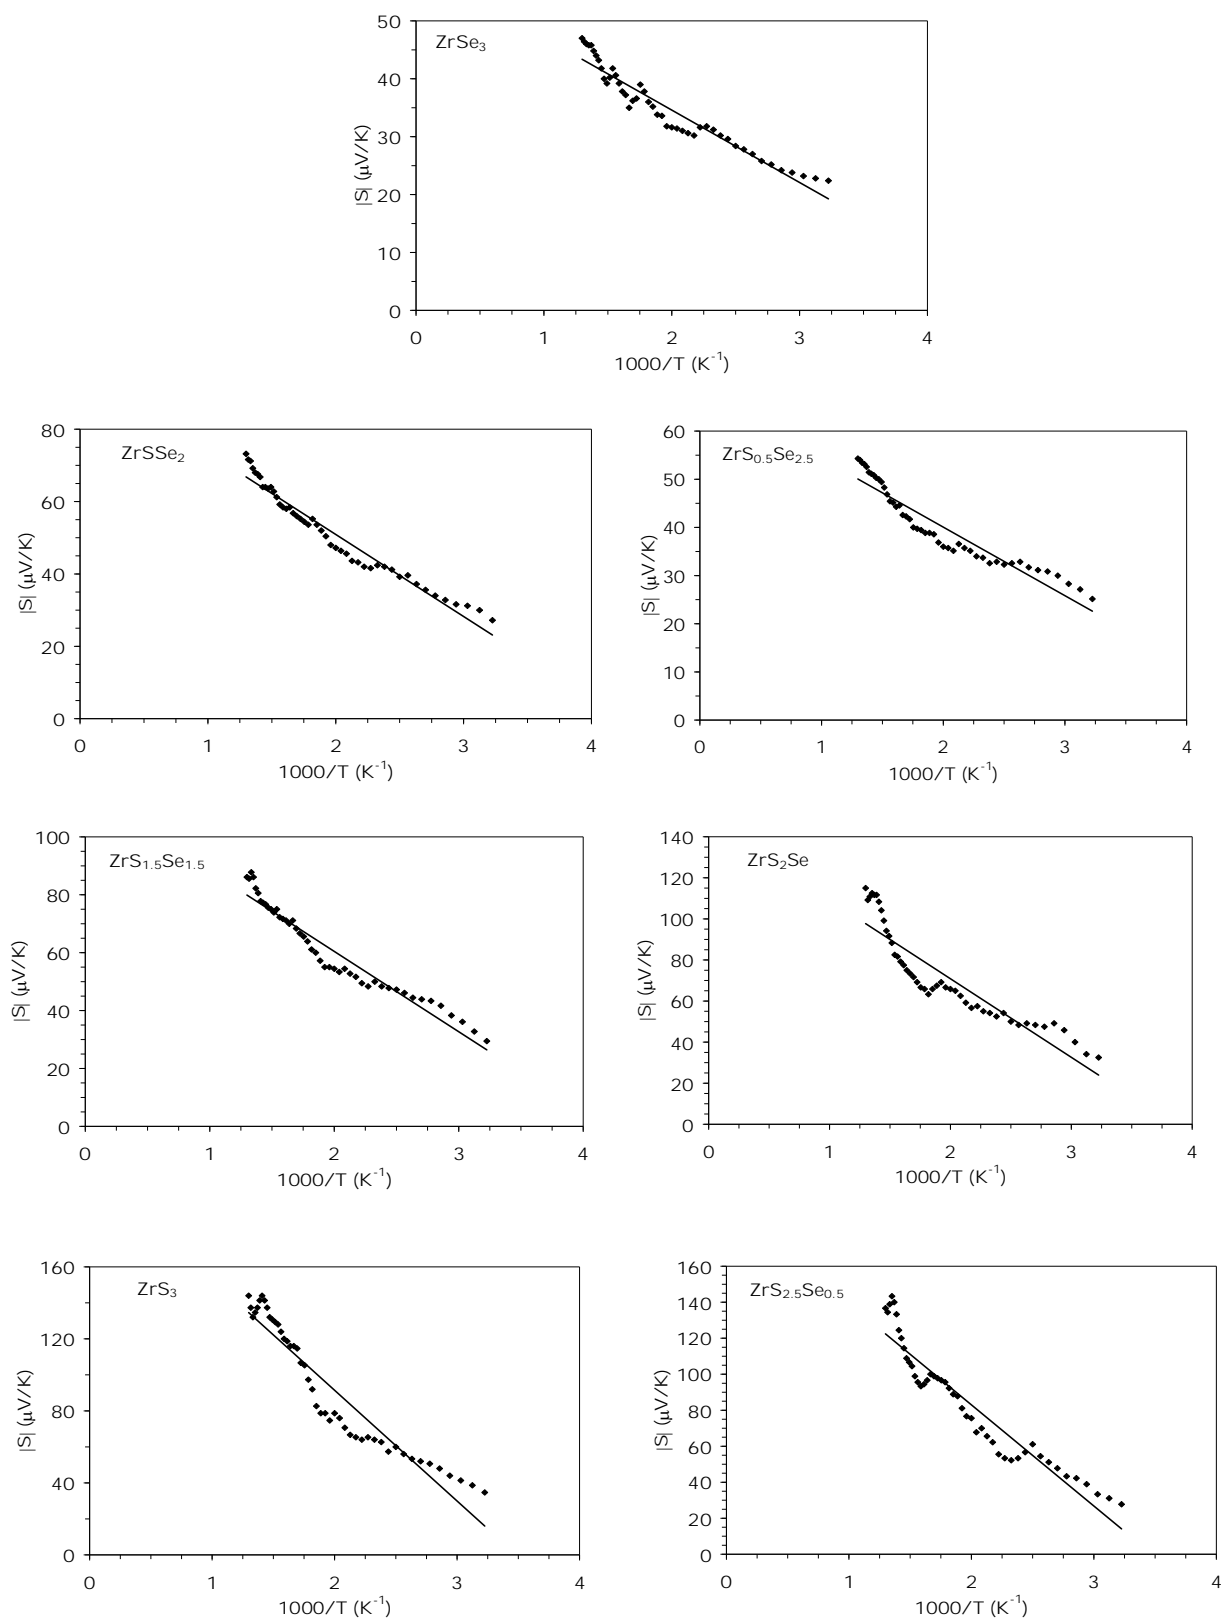 50
ZrSe₃
40
30
20
10
0
|S| (μV/K)
0 1 2 3 4
1000/T (K⁻¹)
80
ZrSSe₂
60
40
20
0
|S| (μV/K)
0 1 2 3 4
1000/T (K⁻¹)
60
ZrS₀.₅Se₂.₅
50
40
30
20
10
0
|S| (μV/K)
0 1 2 3 4
1000/T (K⁻¹)
100
ZrS₁.₅Se₁.₅
80
60
40
20
0
|S| (μV/K)
0 1 2 3 4
1000/T (K⁻¹)
140
ZrS₂Se
120
100
80
60
40
20
0
|S| (μV/K)
0 1 2 3 4
1000/T (K⁻¹)
160
ZrS₃
120
80
40
0
|S| (μV/K)
0 1 2 3 4
1000/T (K⁻¹)
160
ZrS₂.₅Se₀.₅
140
120
100
80
60
40
20
0
|S| (μV/K)
0 1 2 3 4
1000/T (K⁻¹)